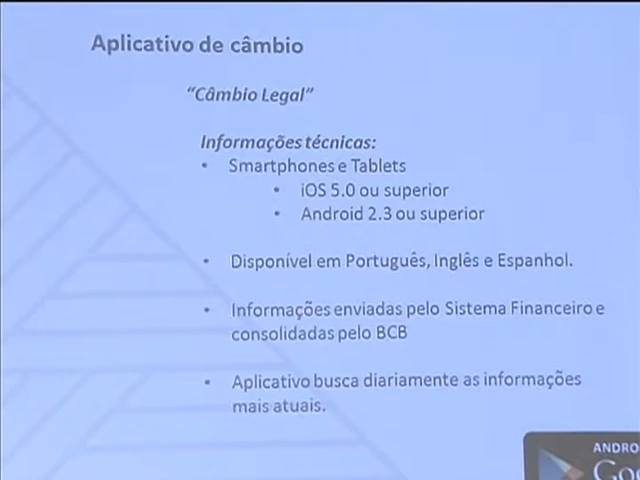 Aplicativo de câmbio
“Câmbio Legal”
Informações técnicas:
• Smartphones e Tablets
• iOS 5.0 ou superior
• Android 2.3 ou superior
• Disponível em Português, Inglês e Espanhol.
• Informações enviadas pelo Sistema Financeiro e
consolidadas pelo BCB
• Aplicativo busca diariamente as informações
mais atuais.
ANDRO
Goo